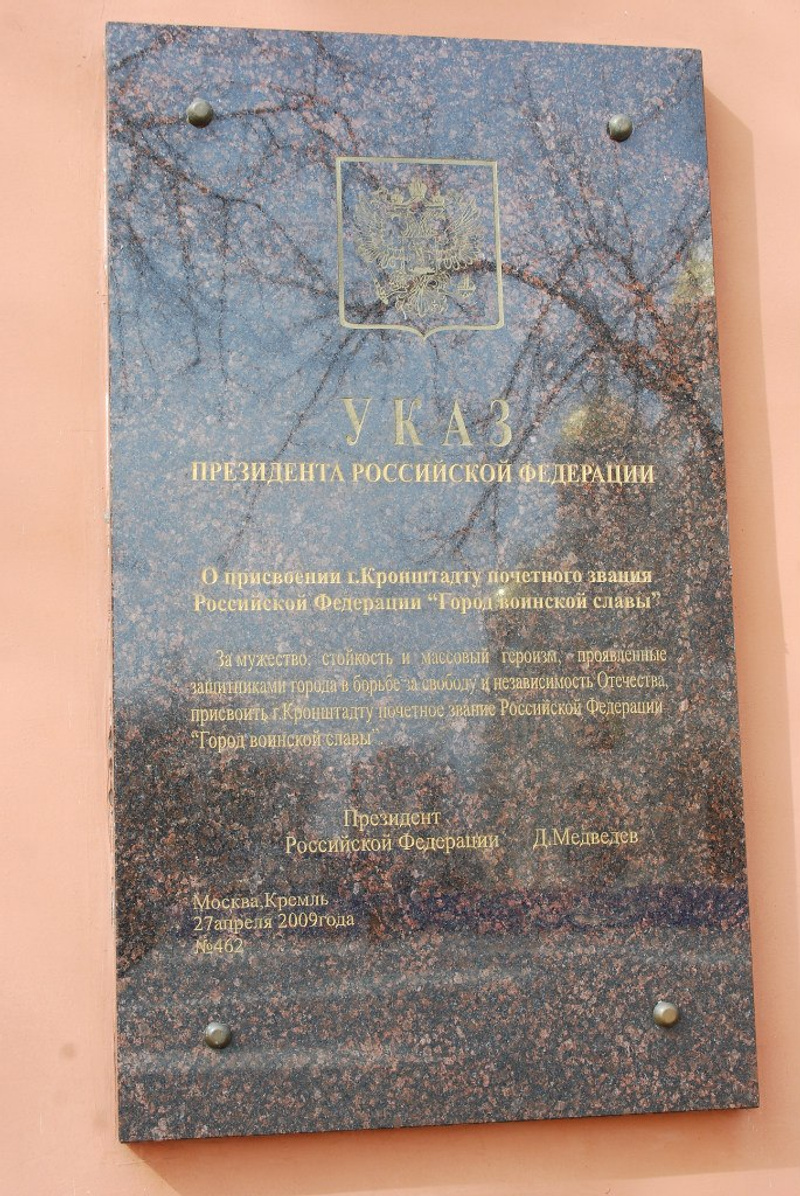 УКАЗ
ПРЕЗИДЕНТА РОССИЙСКОЙ ФЕДЕРАЦИИ
О присвоении г.Кронштадту почетного звания
Российской Федерации “Город воинской славы”
За мужество, стойкость и массовый героизм, проявленные
защитниками города в борьбе за свободу и независимость Отечества,
присвоить г.Кронштадту почетное звание Российской Федерации
“Город воинской славы”.
Президент
Российской Федерации Д.Медведев
Москва,Кремль
27апреля 2009года
№462